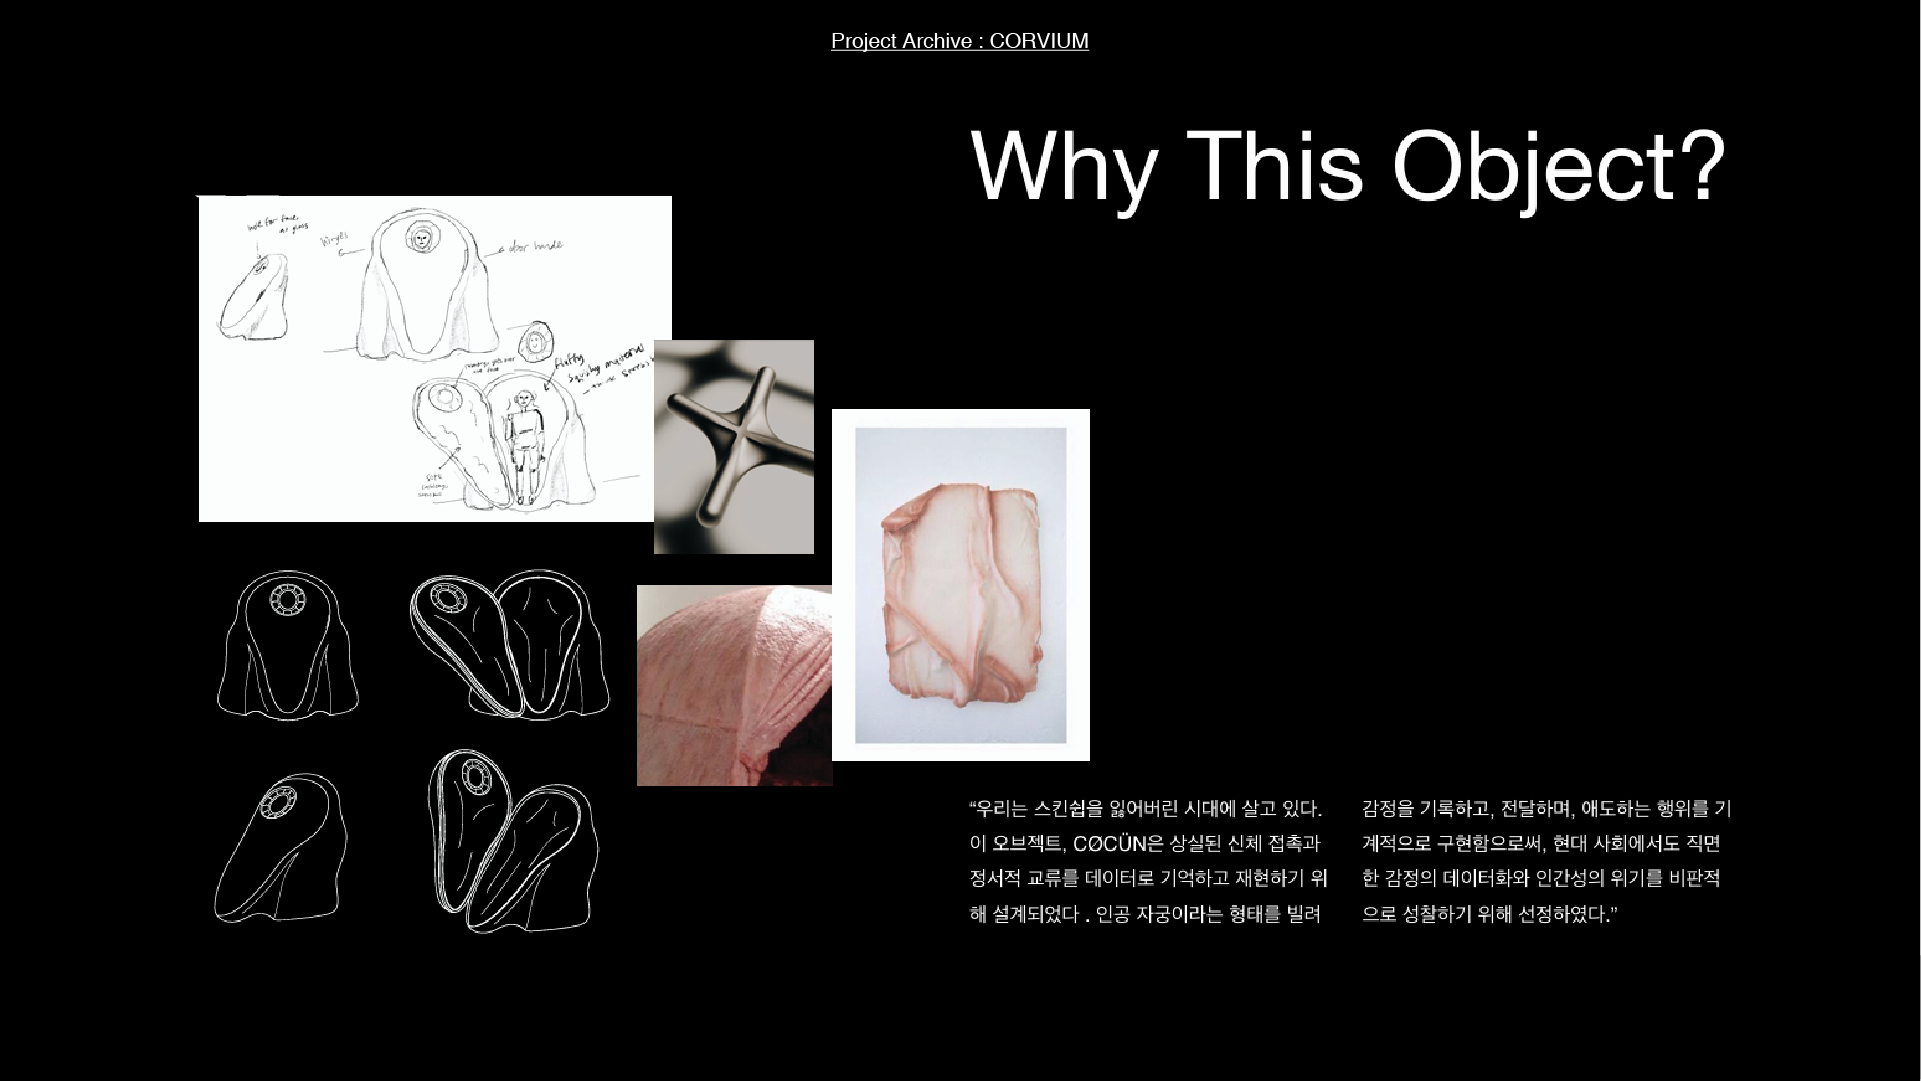 Project Archive : CORVIUM
Why This Object?
door handle
fluffy
“우리는 스킨쉽을 잃어버린 시대에 살고 있다.
이 오브젝트, CØCÜN은 상실된 신체 접촉과
정서적 교류를 데이터로 기억하고 재현하기 위
해 설계되었다 . 인공 자궁이라는 형태를 빌려
감정을 기록하고, 전달하며, 애도하는 행위를 기
계적으로 구현함으로써, 현대 사회에서도 직면
한 감정의 데이터화와 인간성의 위기를 비판적
으로 성찰하기 위해 선정하였다.”